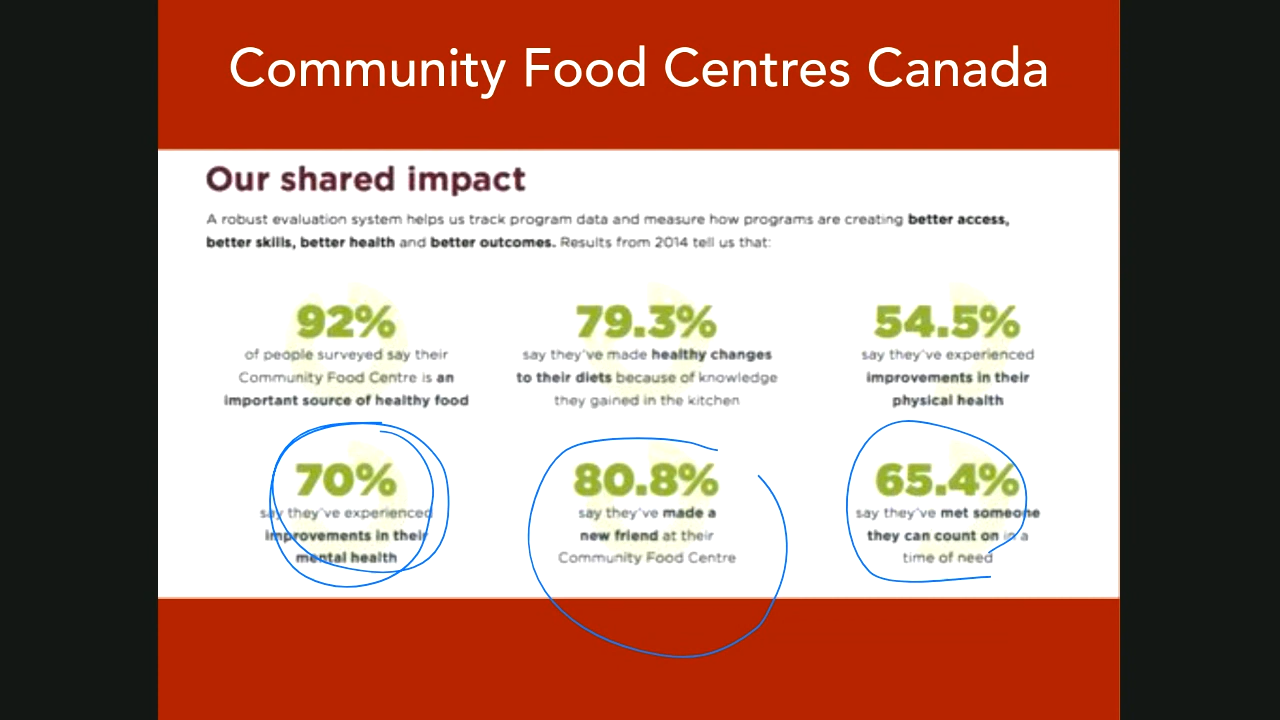 Community Food Centres Canada
Our shared impact
A robust evaluation system helps us track program data and measure how programs are creating better access,
better skills, better health and better outcomes. Results from 2014 tell us that:
92%
of people surveyed say their
Community Food Centre is an
important source of healthy food
79.3%
say they've made healthy changes
to their diets because of knowledge
they gained in the kitchen
54.5%
say they've experienced
improvements in their
physical health
70%
say they've experienced
improvements in their
mental health
80.8%
say they've made a
new friend at their
Community Food Centre
65.4%
say they've met someone
they can count on in a
time of need